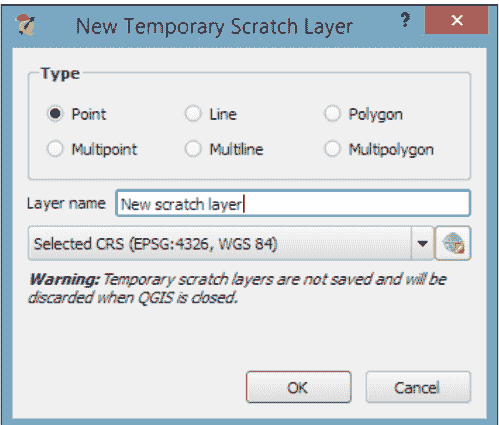 New Temporary Scratch Layer ? x
Type
Point Line Polygon
Multipoint Multiline Multipolygon
Layer name New scratch layer
Selected CRS (EPSG:4326, WGS 84)
Warning: Temporary scratch layers are not saved and will be
discarded when QGIS is closed.
OK Cancel